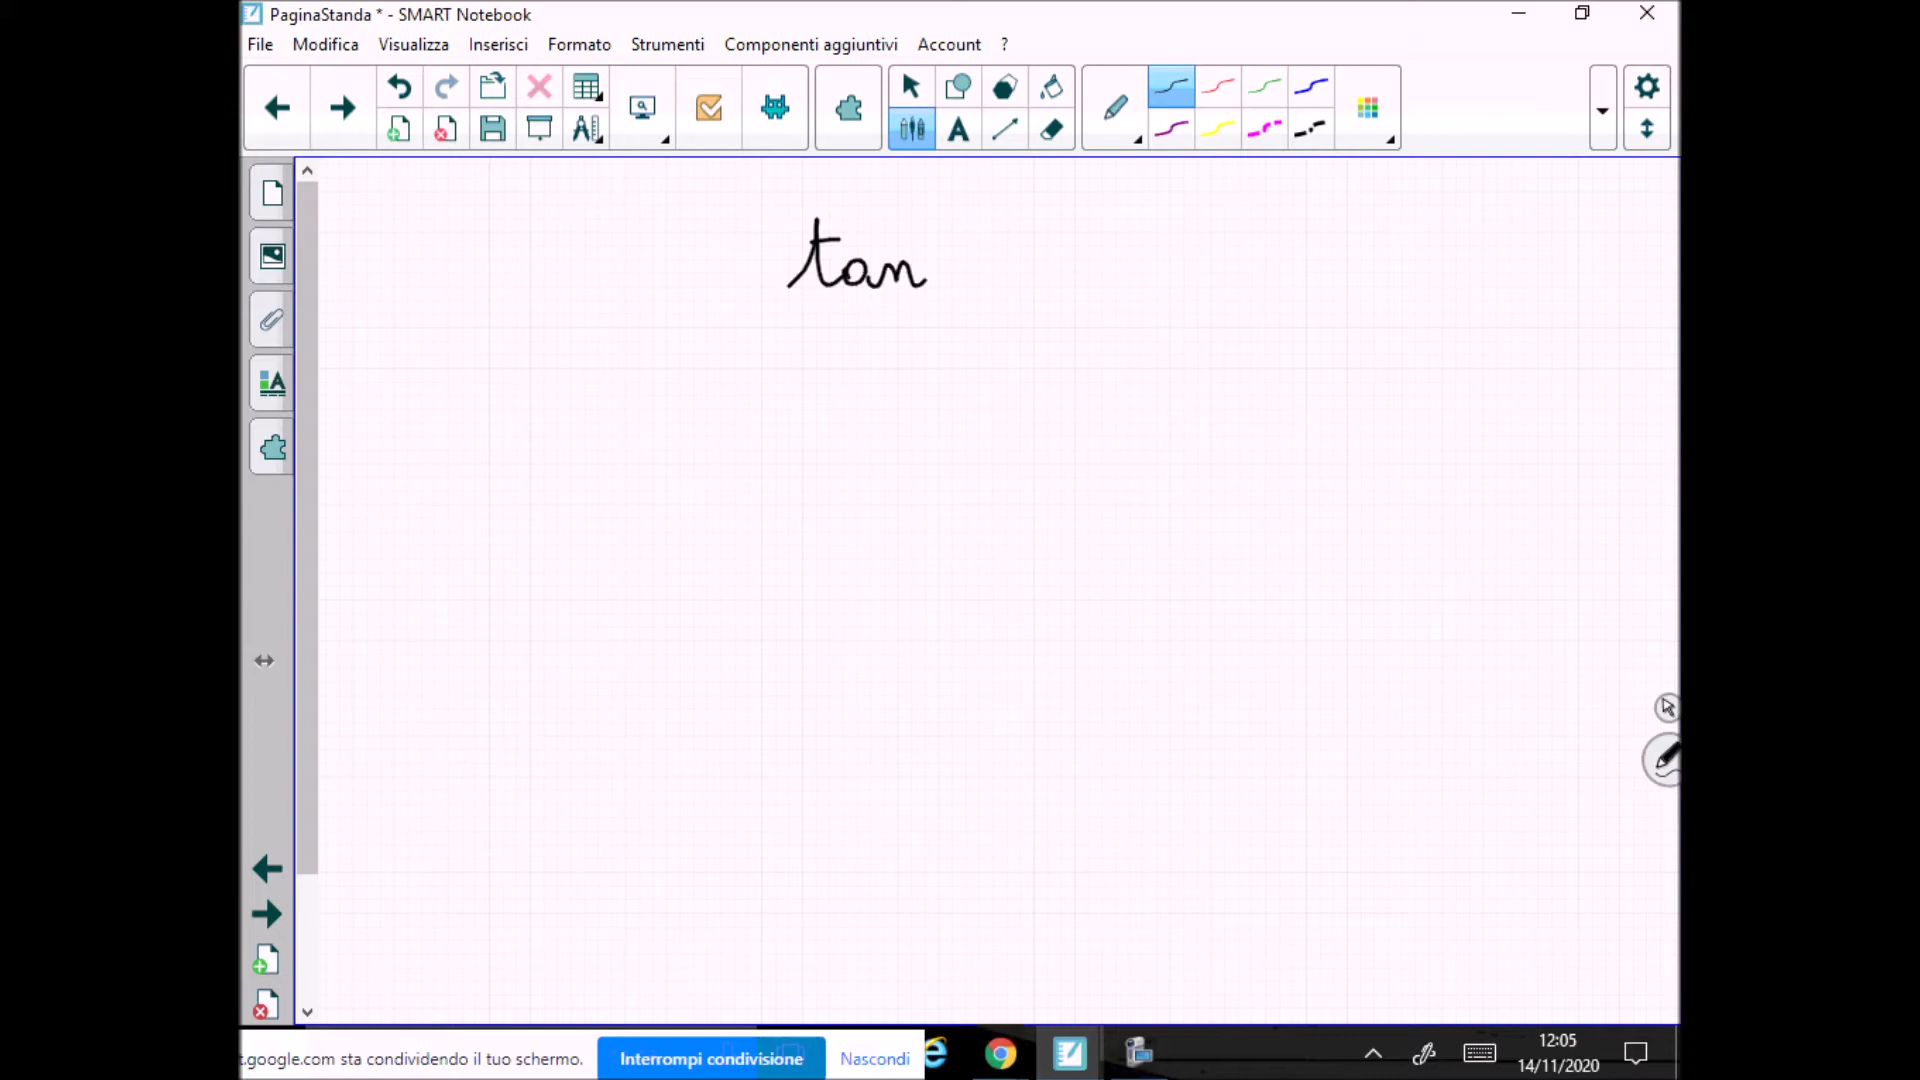 PaginaStanda * - SMART Notebook
File Modifica Visualizza Inserisci Formato Strumenti Componenti aggiuntivi Account ?
tan
t.google.com sta condividendo il tuo schermo. Interrompi condivisione Nascondi
12:05
14/11/2020